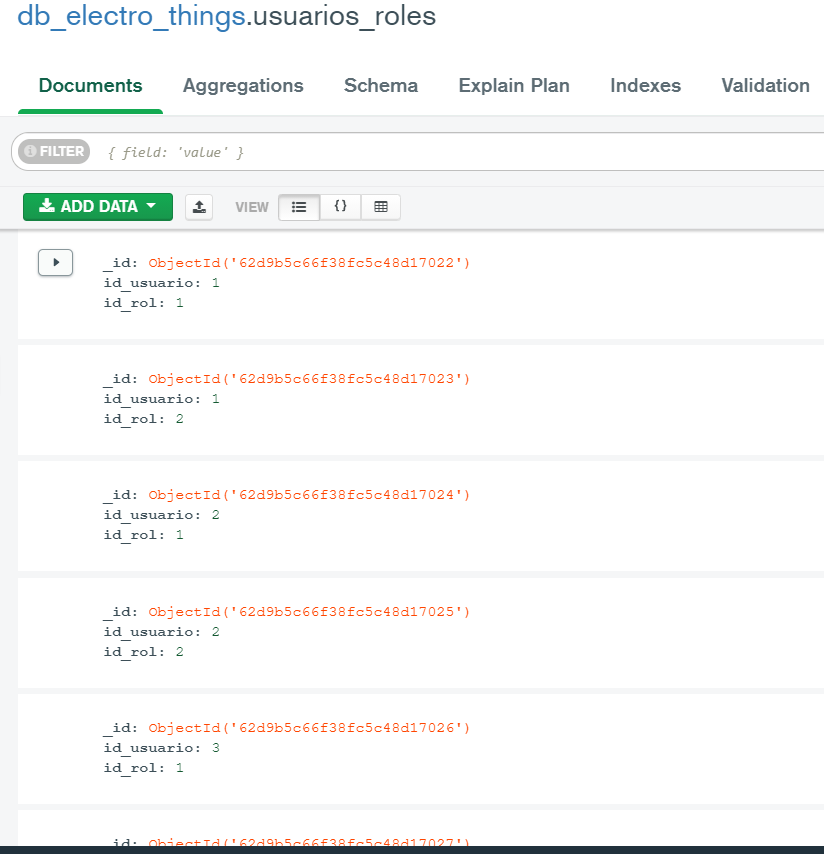 db_electro_things.usuarios_roles
Documents Aggregations Schema Explain Plan Indexes Validation
FILTER { field: 'value' }
ADD DATA VIEW {}
_id: ObjectId('62d9b5c66f38fc5c48d17022')
id_usuario: 1
id_rol: 1
_id: ObjectId('62d9b5c66f38fc5c48d17023')
id_usuario: 1
id_rol: 2
_id: ObjectId('62d9b5c66f38fc5c48d17024')
id_usuario: 2
id_rol: 1
_id: ObjectId('62d9b5c66f38fc5c48d17025')
id_usuario: 2
id_rol: 2
_id: ObjectId('62d9b5c66f38fc5c48d17026')
id_usuario: 3
id_rol: 1
_id: ObjectId('62d9b5c66f38fc5c48d17027')